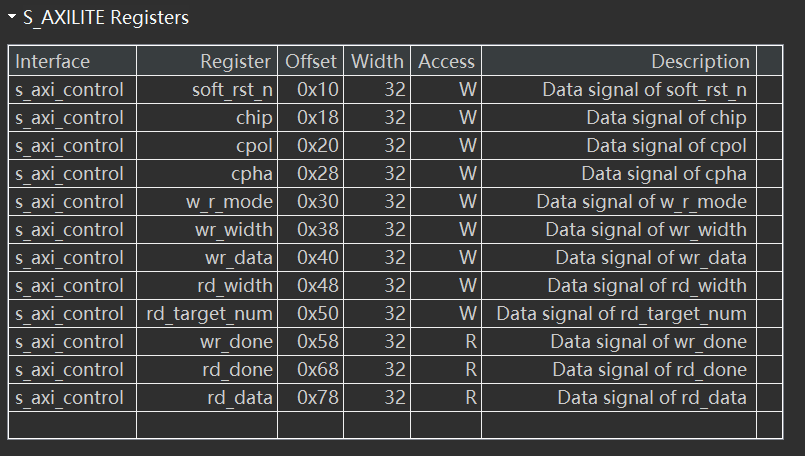 S_AXILITE Registers
Interface Register Offset Width Access Description
s_axi_control soft_rst_n 0x10 32 W Data signal of soft_rst_n
s_axi_control chip 0x18 32 W Data signal of chip
s_axi_control cpol 0x20 32 W Data signal of cpol
s_axi_control cpha 0x28 32 W Data signal of cpha
s_axi_control w_r_mode 0x30 32 W Data signal of w_r_mode
s_axi_control wr_width 0x38 32 W Data signal of wr_width
s_axi_control wr_data 0x40 32 W Data signal of wr_data
s_axi_control rd_width 0x48 32 W Data signal of rd_width
s_axi_control rd_target_num 0x50 32 W Data signal of rd_target_num
s_axi_control wr_done 0x58 32 R Data signal of wr_done
s_axi_control rd_done 0x68 32 R Data signal of rd_done
s_axi_control rd_data 0x78 32 R Data signal of rd_data